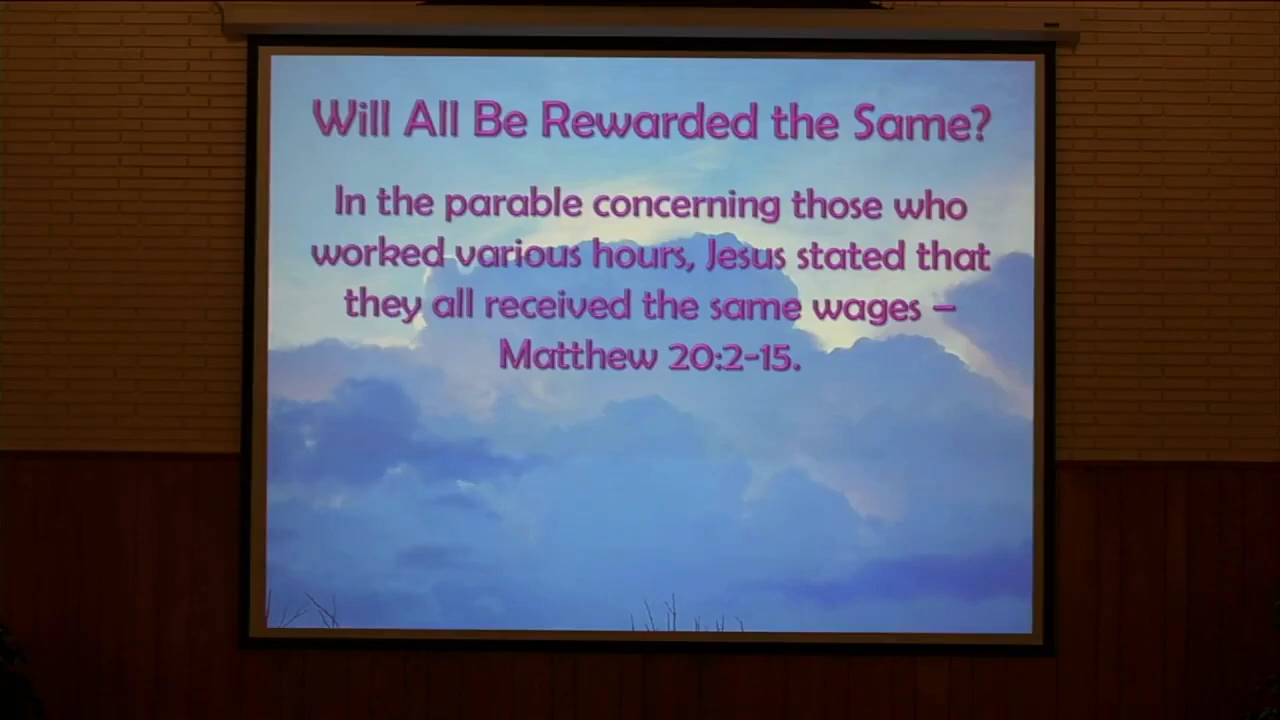 Will All Be Rewarded the Same?
In the parable concerning those who
worked various hours, Jesus stated that
they all received the same wages –
Matthew 20:2-15.